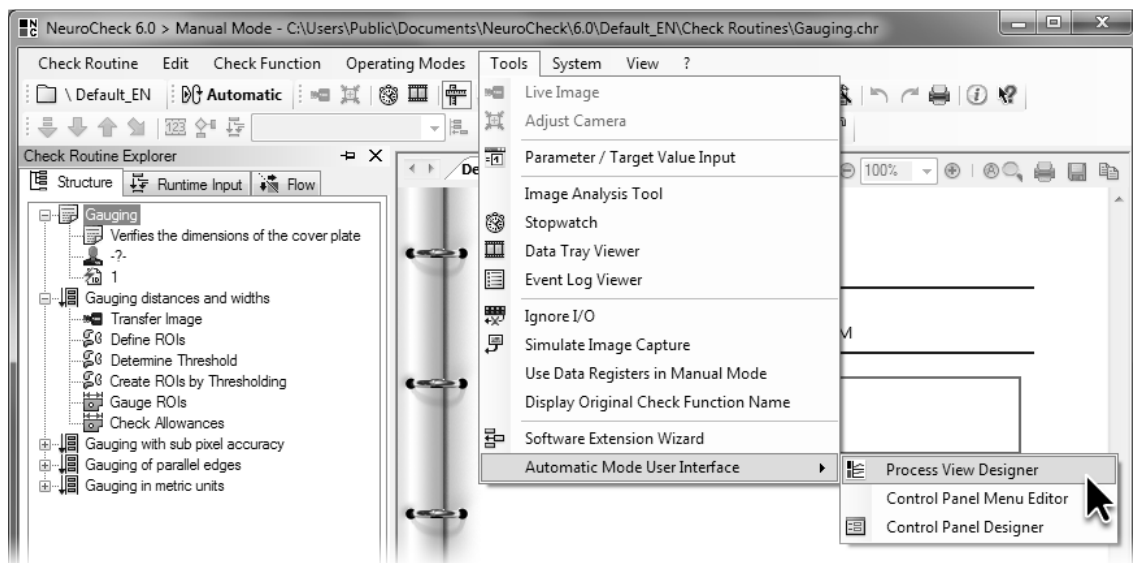 NeuroCheck 6.0 > Manual Mode - C:\Users\Public\Documents\NeuroCheck\6.0\Default_EN\Check Routines\Gauging.chr
Check Routine Edit Check Function Operating Modes Tools System View ?
\ Default_EN Automatic
123
Check Routine Explorer
Structure Runtime Input Flow
Gauging
Verifies the dimensions of the cover plate
-?-
1
Gauging distances and widths
Transfer Image
Define ROIs
Determine Threshold
Create ROIs by Thresholding
Gauge ROIs
Check Allowances
Gauging with sub pixel accuracy
Gauging of parallel edges
Gauging in metric units
De
Live Image
Adjust Camera
Parameter / Target Value Input
Image Analysis Tool
Stopwatch
Data Tray Viewer
Event Log Viewer
Ignore I/O
Simulate Image Capture
Use Data Registers in Manual Mode
Display Original Check Function Name
Software Extension Wizard
Automatic Mode User Interface
100%
M
Process View Designer
Control Panel Menu Editor
Control Panel Designer